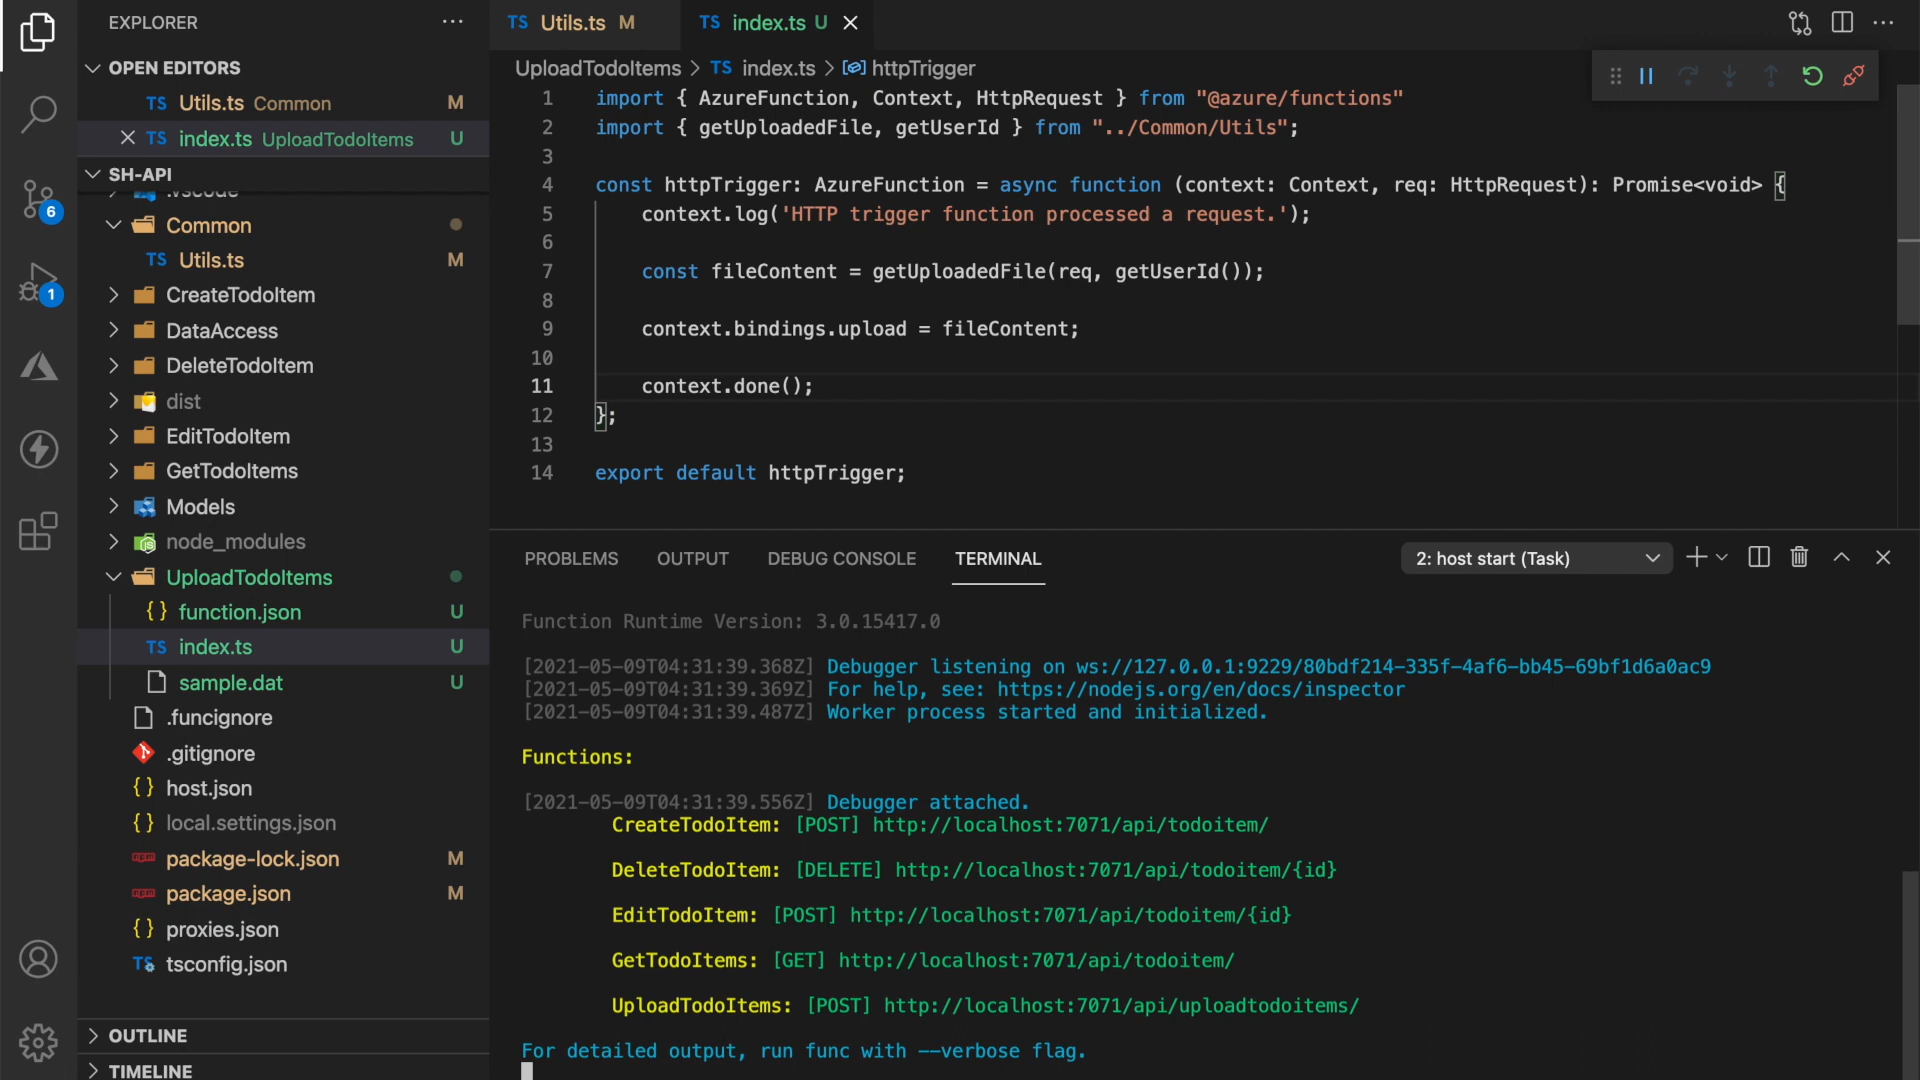 EXPLORER
OPEN EDITORS
TS Utils.ts Common M
TS index.ts UploadTodoItems U
SH-API
.vscode
Common
TS Utils.ts M
CreateTodoItem
DataAccess
DeleteTodoItem
dist
EditTodoItem
GetTodoItems
Models
node_modules
UploadTodoItems
{} function.json U
TS index.ts U
sample.dat U
.funcignore
.gitignore
{} host.json
{} local.settings.json
package-lock.json M
package.json M
{} proxies.json
tsconfig.json
OUTLINE
TIMELINE
6
1
TS Utils.ts M
TS index.ts U
UploadTodoItems > TS index.ts > httpTrigger
1 import { AzureFunction, Context, HttpRequest } from "@azure/functions"
2 import { getUploadedFile, getUserId } from "../Common/Utils";
3
4 const httpTrigger: AzureFunction = async function (context: Context, req: HttpRequest): Promise<void> {
5 context.log('HTTP trigger function processed a request.');
6
7 const fileContent = getUploadedFile(req, getUserId());
8
9 context.bindings.upload = fileContent;
10
11 context.done();
12 };
13
14 export default httpTrigger;
PROBLEMS OUTPUT DEBUG CONSOLE TERMINAL
2: host start (Task)
Function Runtime Version: 3.0.15417.0
[2021-05-09T04:31:39.368Z] Debugger listening on ws://127.0.0.1:9229/80bdf214-335f-4af6-bb45-69bf1d6a0ac9
[2021-05-09T04:31:39.369Z] For help, see: https://nodejs.org/en/docs/inspector
[2021-05-09T04:31:39.487Z] Worker process started and initialized.
Functions:
[2021-05-09T04:31:39.556Z] Debugger attached.
CreateTodoItem: [POST] http://localhost:7071/api/todoitem/
DeleteTodoItem: [DELETE] http://localhost:7071/api/todoitem/{id}
EditTodoItem: [POST] http://localhost:7071/api/todoitem/{id}
GetTodoItems: [GET] http://localhost:7071/api/todoitem/
UploadTodoItems: [POST] http://localhost:7071/api/uploadtodoitems/
For detailed output, run func with --verbose flag.